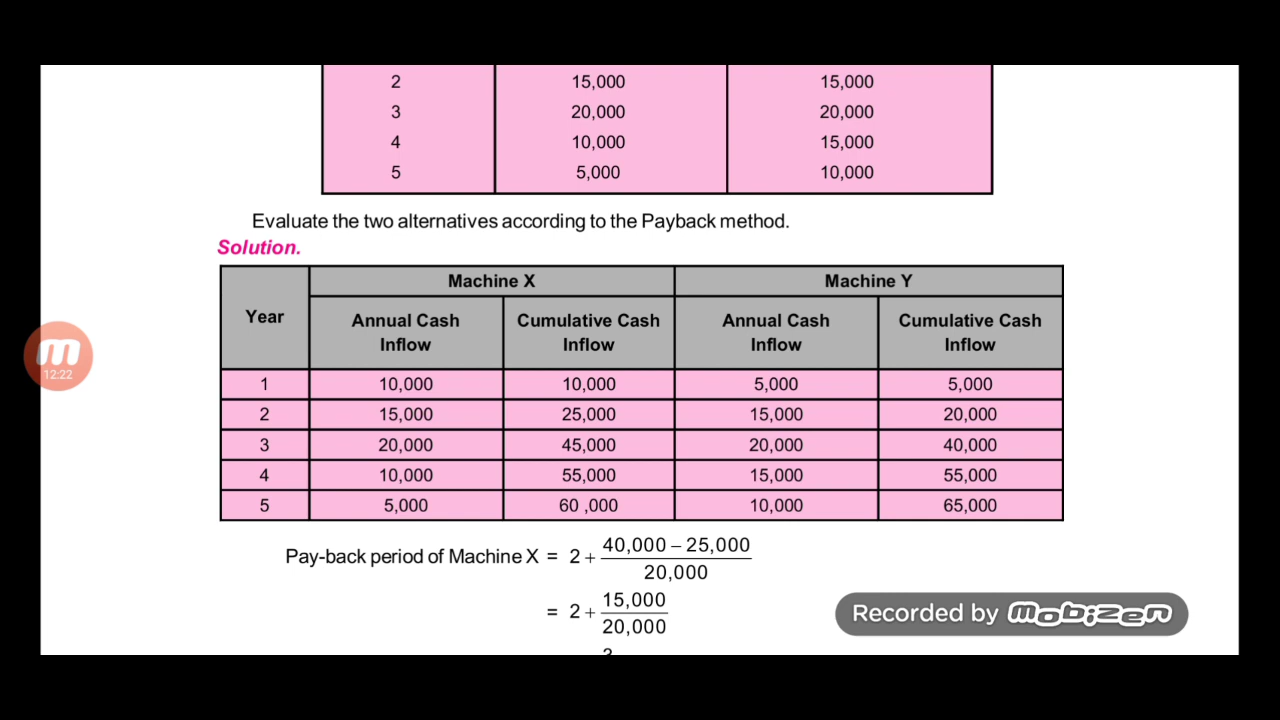 2 15,000 15,000
3 20,000 20,000
4 10,000 15,000
5 5,000 10,000
Evaluate the two alternatives according to the Payback method.
Solution.
Year Machine X Machine Y
Annual Cash Inflow Cumulative Cash Inflow Annual Cash Inflow Cumulative Cash Inflow
1 10,000 10,000 5,000 5,000
2 15,000 25,000 15,000 20,000
3 20,000 45,000 20,000 40,000
4 10,000 55,000 15,000 55,000
5 5,000 60 ,000 10,000 65,000
Pay-back period of Machine X = 2 + 40,000 – 25,000
20,000
= 2 + 15,000
20,000
m
12:22
Recorded by mobizen